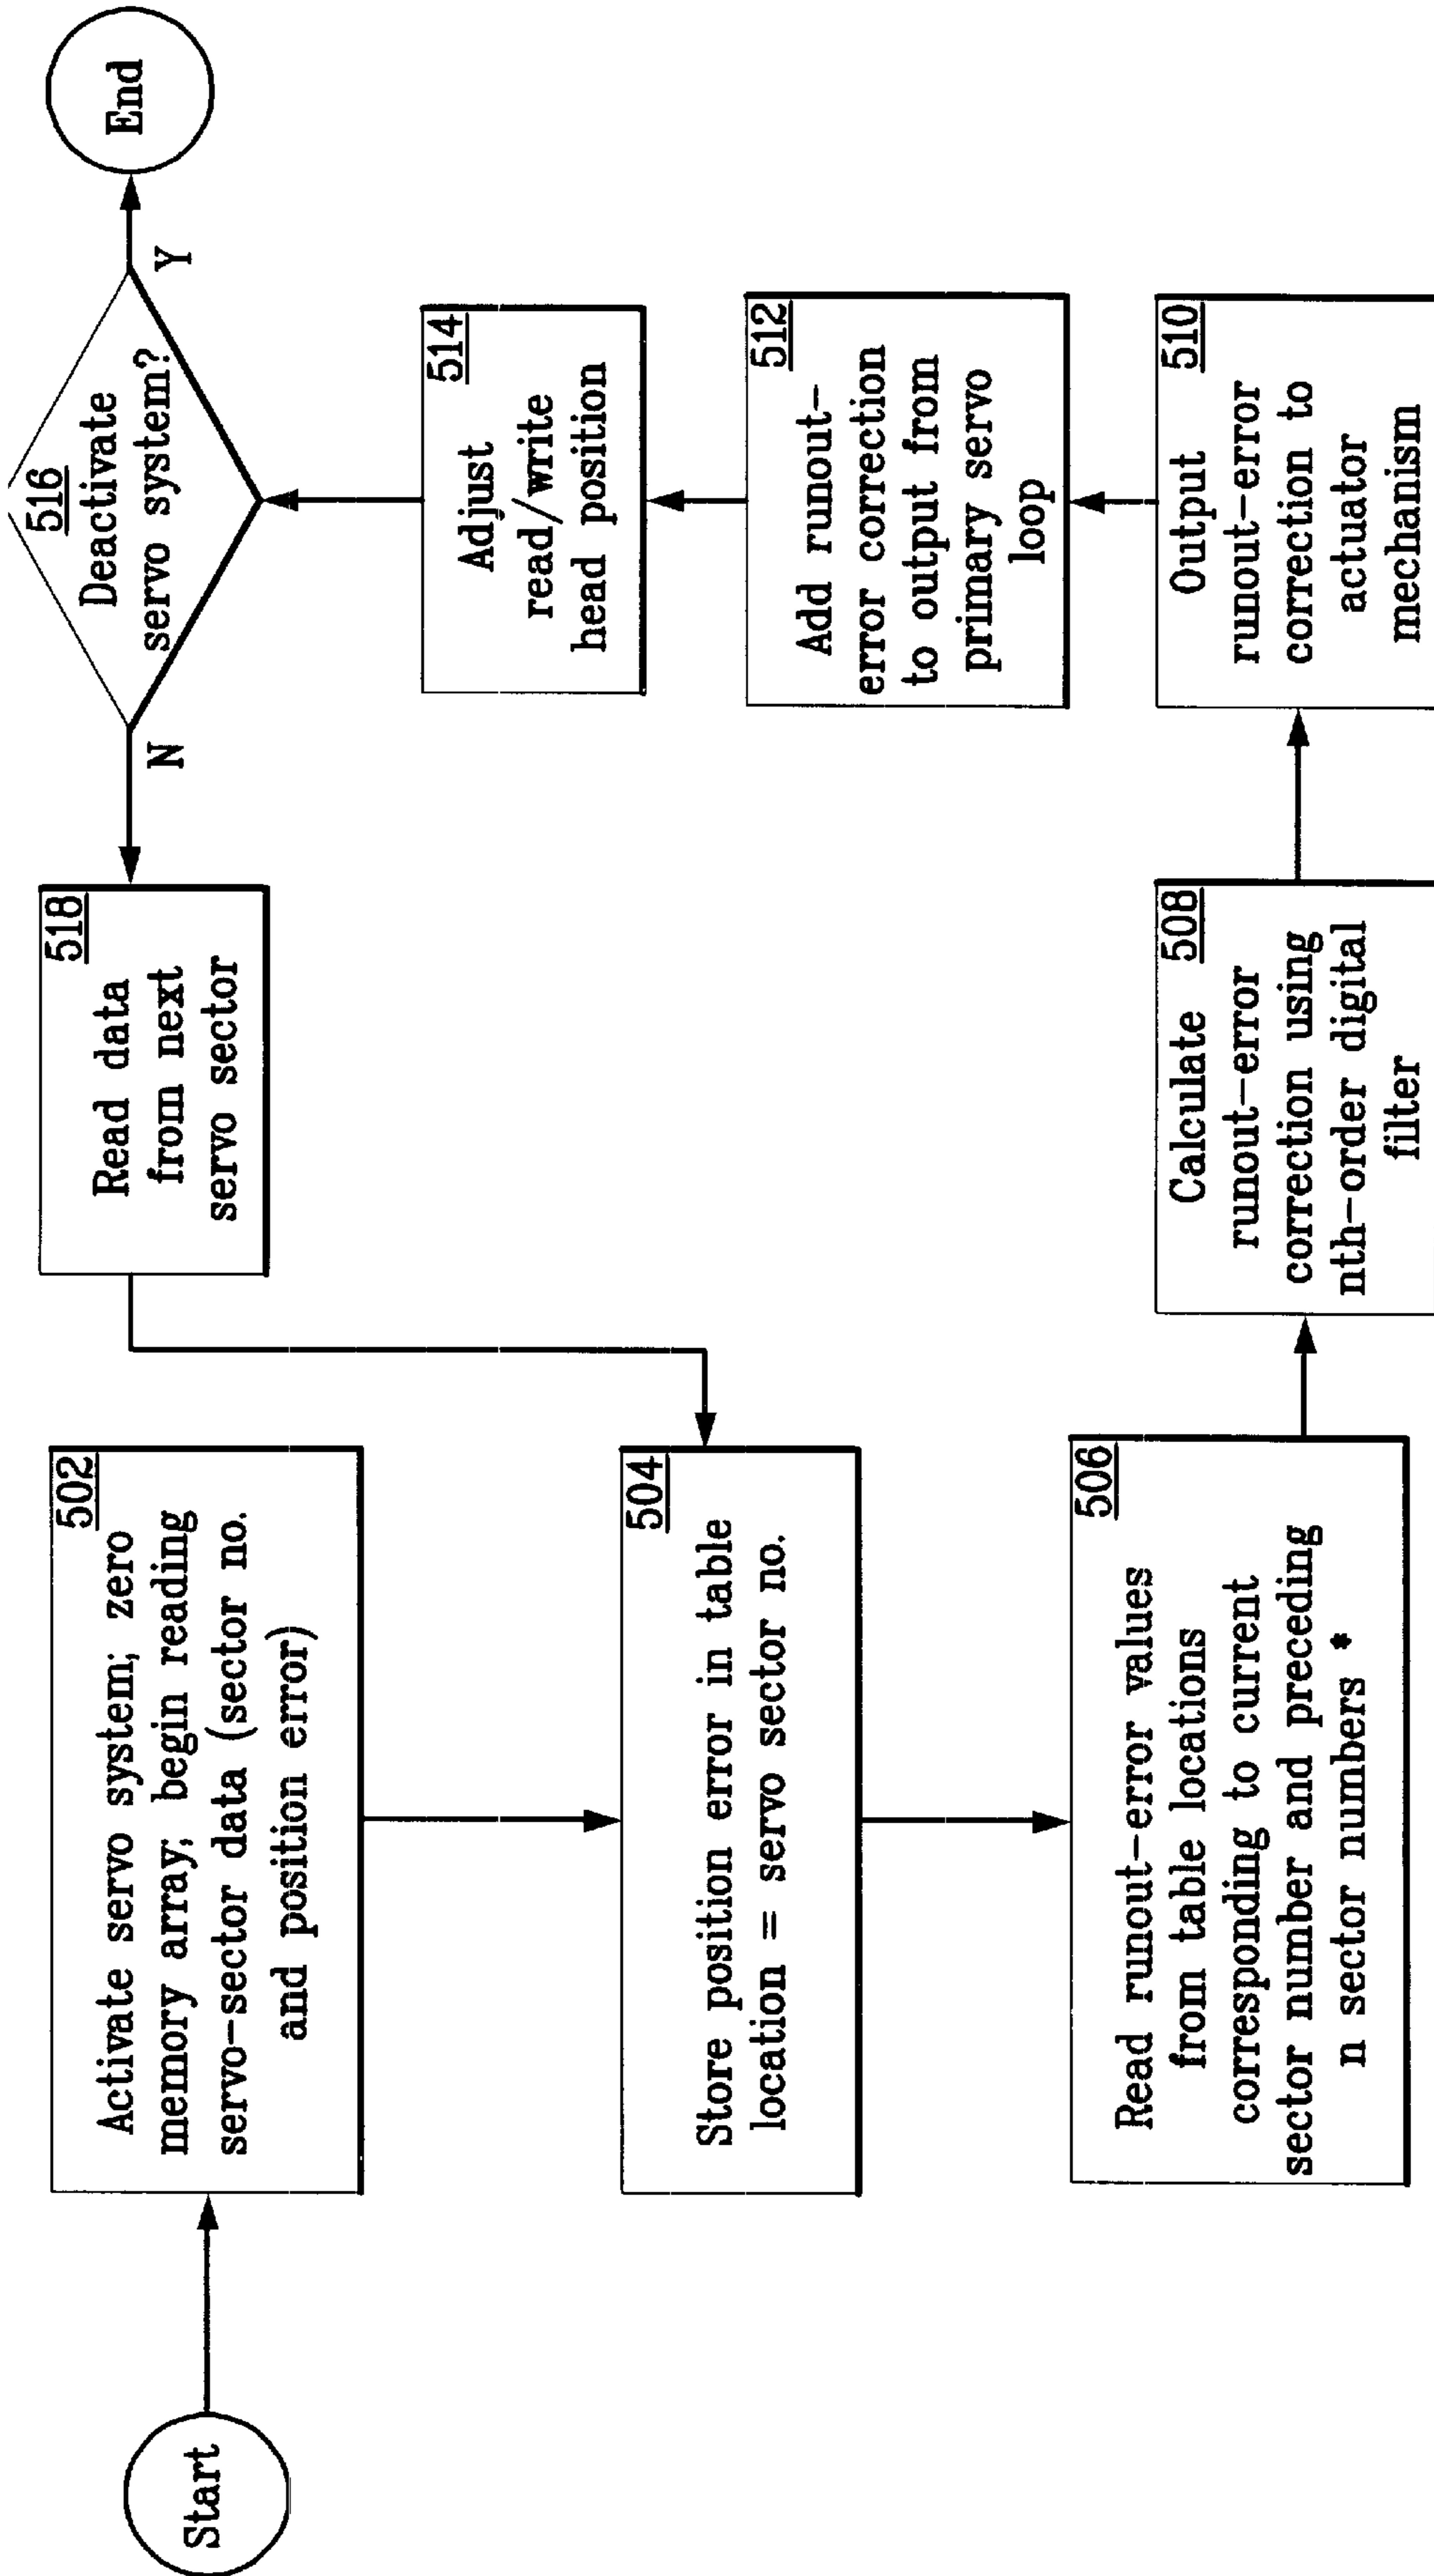 Start
502
Activate servo system; zero
memory array; begin reading
servo-sector data (sector no.
and position error)
504
Store position error in table
location = servo sector no.
506
Read runout-error values
from table locations
corresponding to current
sector number and preceding
n sector numbers *
Calculate 508
runout-error
correction using
nth-order digital
filter
Output 510
runout-error
correction to
actuator
mechanism
512
Add runout-
error correction
to output from
primary servo
loop
514
Adjust
read/write
head position
516
Deactivate
servo system?
N
Y
End
518
Read data
from next
servo sector